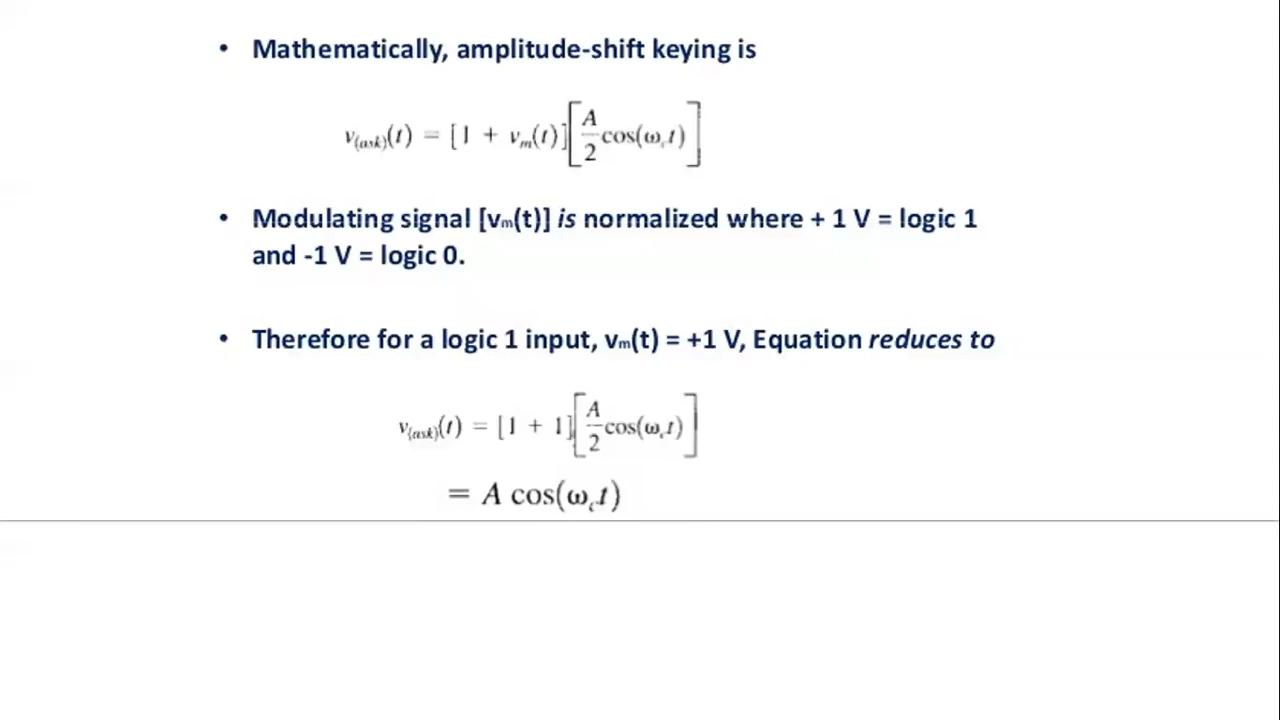 • Mathematically, amplitude-shift keying is
v(ask)(t) = [1 + vm(t)][A/2 cos(ωct)]
• Modulating signal [vm(t)] is normalized where + 1 V = logic 1
and -1 V = logic 0.
• Therefore for a logic 1 input, vm(t) = +1 V, Equation reduces to
v(ask)(t) = [1 + 1][A/2 cos(ωct)]
= A cos(ωct)